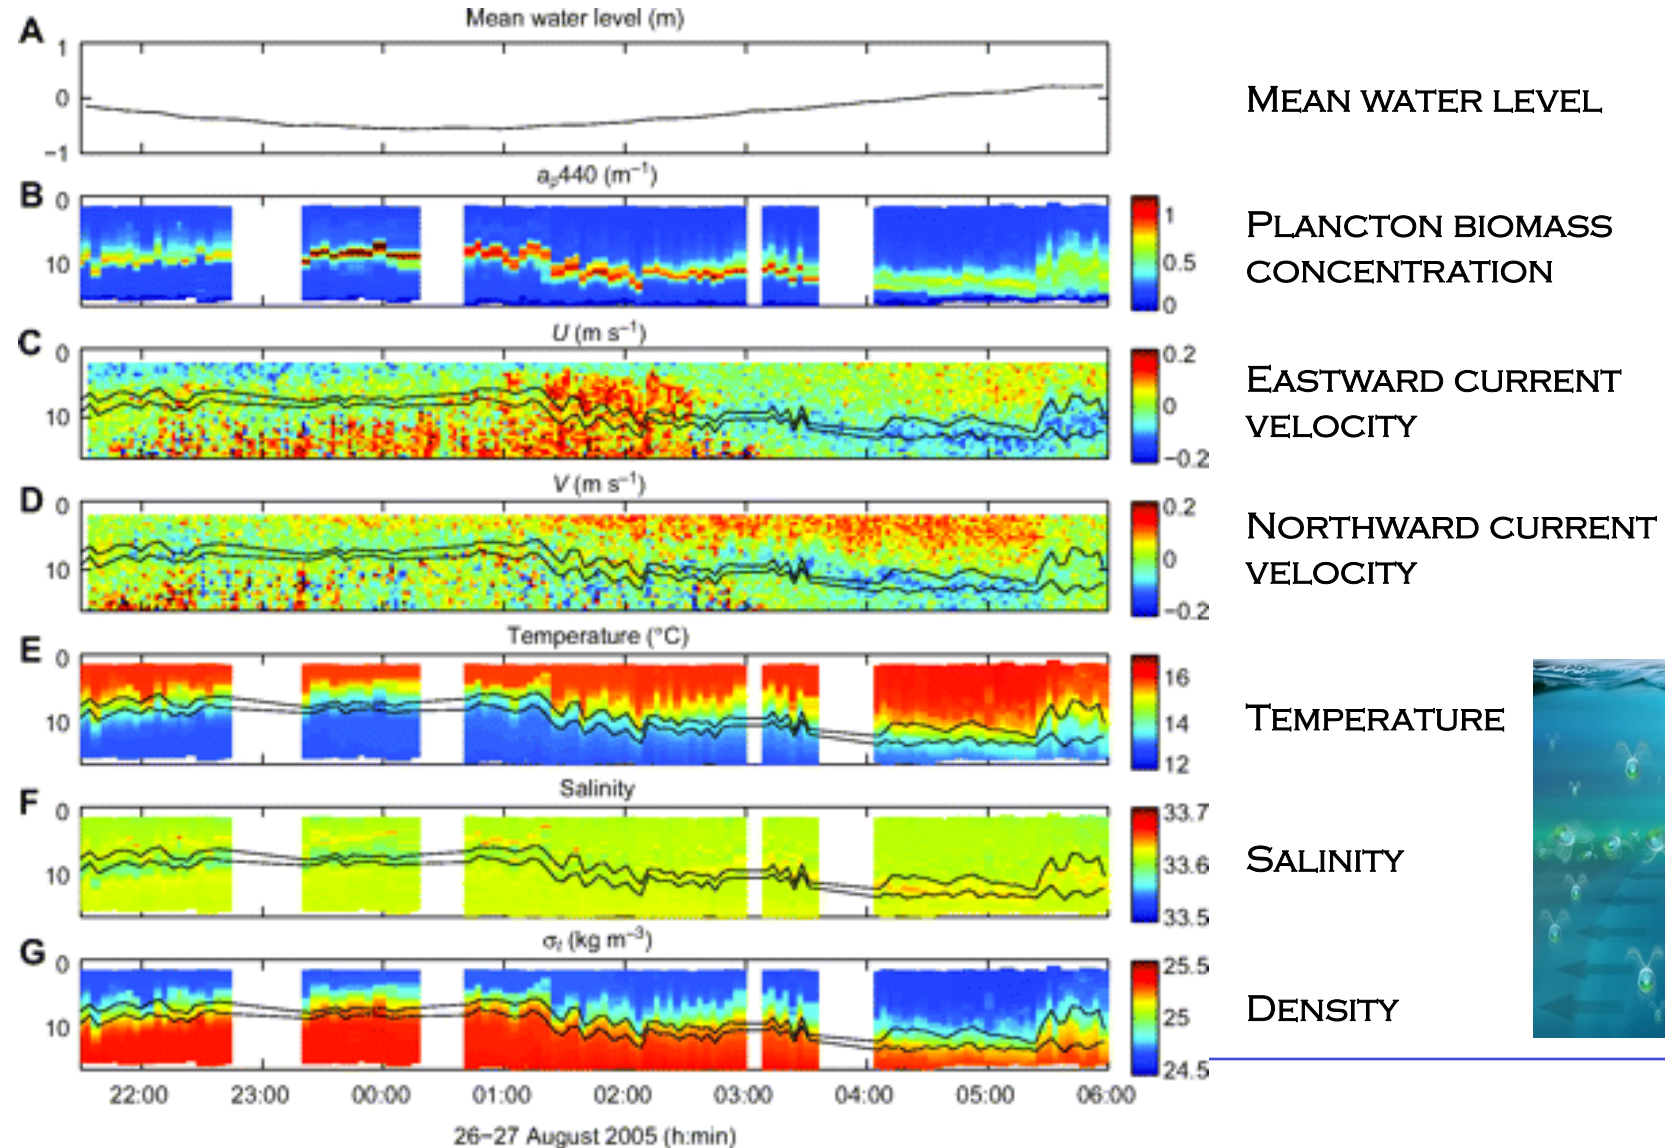 A
Mean water level (m)
1
0
−1
MEAN WATER LEVEL
B
aₚ440 (m⁻¹)
0
10
1
0.5
0
PLANCTON BIOMASS
CONCENTRATION
C
U (m s⁻¹)
0
10
0.2
0
−0.2
EASTWARD CURRENT
VELOCITY
D
V (m s⁻¹)
0
10
0.2
0
−0.2
NORTHWARD CURRENT
VELOCITY
E
Temperature (°C)
0
10
16
14
12
TEMPERATURE
F
Salinity
0
10
33.7
33.6
33.5
SALINITY
G
σₜ (kg m⁻³)
0
10
25.5
25
24.5
DENSITY
22:00 23:00 00:00 01:00 02:00 03:00 04:00 05:00 06:00
26−27 August 2005 (h:min)